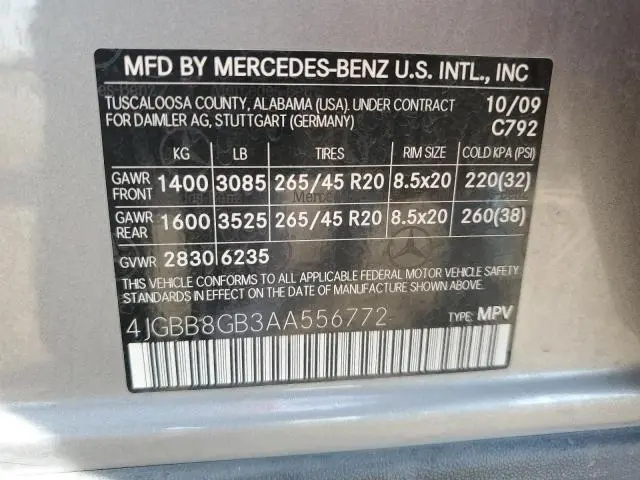 MFD BY MERCEDES-BENZ U.S. INTL., INC
TUSCALOOSA COUNTY, ALABAMA (USA). UNDER CONTRACT 10/09
FOR DAIMLER AG, STUTTGART (GERMANY) C792
KG LB TIRES RIM SIZE COLD KPA (PSI)
GAWR FRONT 1400 3085 265/45 R20 8.5x20 220(32)
GAWR REAR 1600 3525 265/45 R20 8.5x20 260(38)
GVWR 2830 6235
THIS VEHICLE CONFORMS TO ALL APPLICABLE FEDERAL MOTOR VEHICLE SAFETY
STANDARDS IN EFFECT ON THE DATE OF MANUFACTURE SHOWN ABOVE.
4JGBB8GB3AA556772 TYPE: MPV